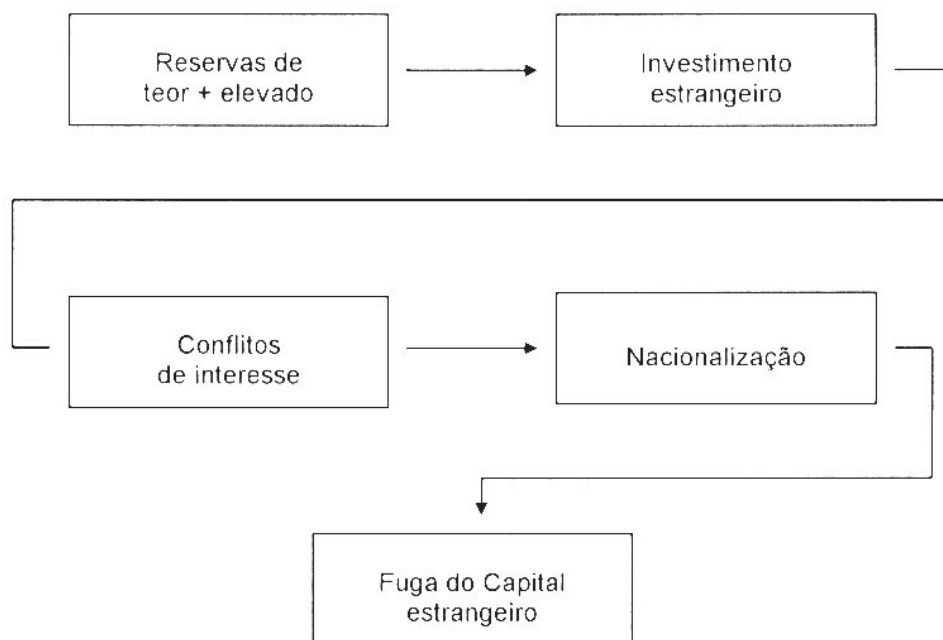 Reservas de
teor + elevado
Investimento
estrangeiro
Conflitos
de interesse
Nacionalização
Fuga do Capital
estrangeiro